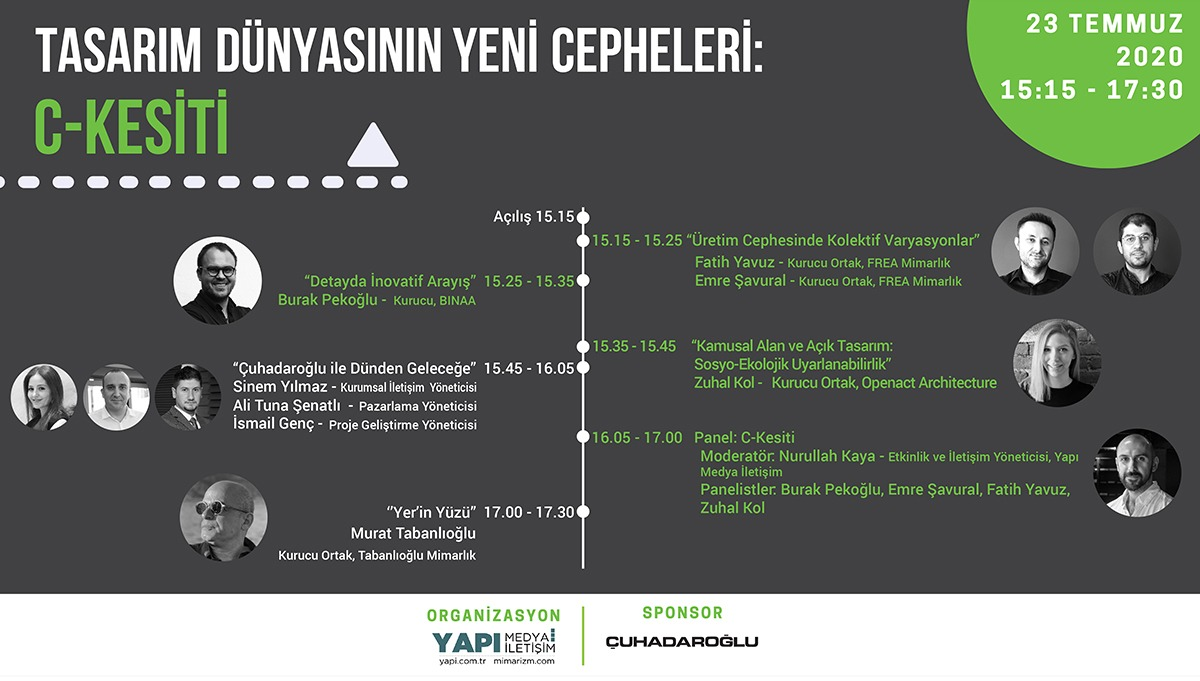 TASARIM DÜNYASININ YENİ CEPHELERİ:
C-KESİTİ
23 TEMMUZ
2020
15:15 - 17:30
Açılış 15.15
15.15 - 15.25 “Üretim Cephesinde Kolektif Varyasyonlar”
Fatih Yavuz - Kurucu Ortak, FREA Mimarlık
Emre Şavural - Kurucu Ortak, FREA Mimarlık
“Detayda İnovatif Arayış” 15.25 - 15.35
Burak Pekoğlu - Kurucu, BINAA
15.35 - 15.45 “Kamusal Alan ve Açık Tasarım:
Sosyo-Ekolojik Uyarlanabilirlik”
Zuhal Kol - Kurucu Ortak, Openact Architecture
“Çuhadaroğlu ile Dünden Geleceğe” 15.45 - 16.05
Sinem Yılmaz - Kurumsal İletişim Yöneticisi
Ali Tuna Şenatlı - Pazarlama Yöneticisi
İsmail Genç - Proje Geliştirme Yöneticisi
16.05 - 17.00 Panel: C-Kesiti
Moderatör: Nurullah Kaya - Etkinlik ve İletişim Yöneticisi, Yapı
Medya İletişim
Panelistler: Burak Pekoğlu, Emre Şavural, Fatih Yavuz,
Zuhal Kol
‘’Yer’in Yüzü” 17.00 - 17.30
Murat Tabanlıoğlu
Kurucu Ortak, Tabanlıoğlu Mimarlık
ORGANİZASYON
YAPI MEDYA
İLETİŞİM
yapi.com.tr mimarizm.com
SPONSOR
ÇUHADAROĞLU